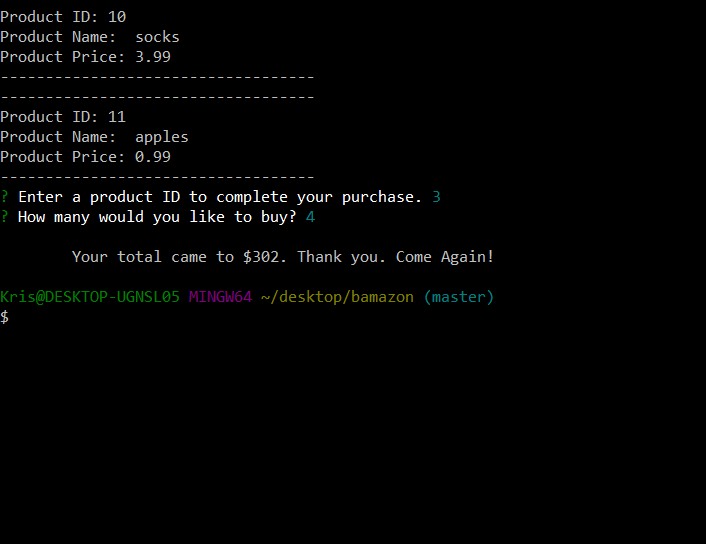 Product ID: 10
Product Name:  socks
Product Price: 3.99
-----------------------------------
-----------------------------------
Product ID: 11
Product Name:  apples
Product Price: 0.99
-----------------------------------
? Enter a product ID to complete your purchase. 3
? How many would you like to buy? 4
Your total came to $302. Thank you. Come Again!
Kris@DESKTOP-UGNSL05 MINGW64 ~/desktop/bamazon (master)
$